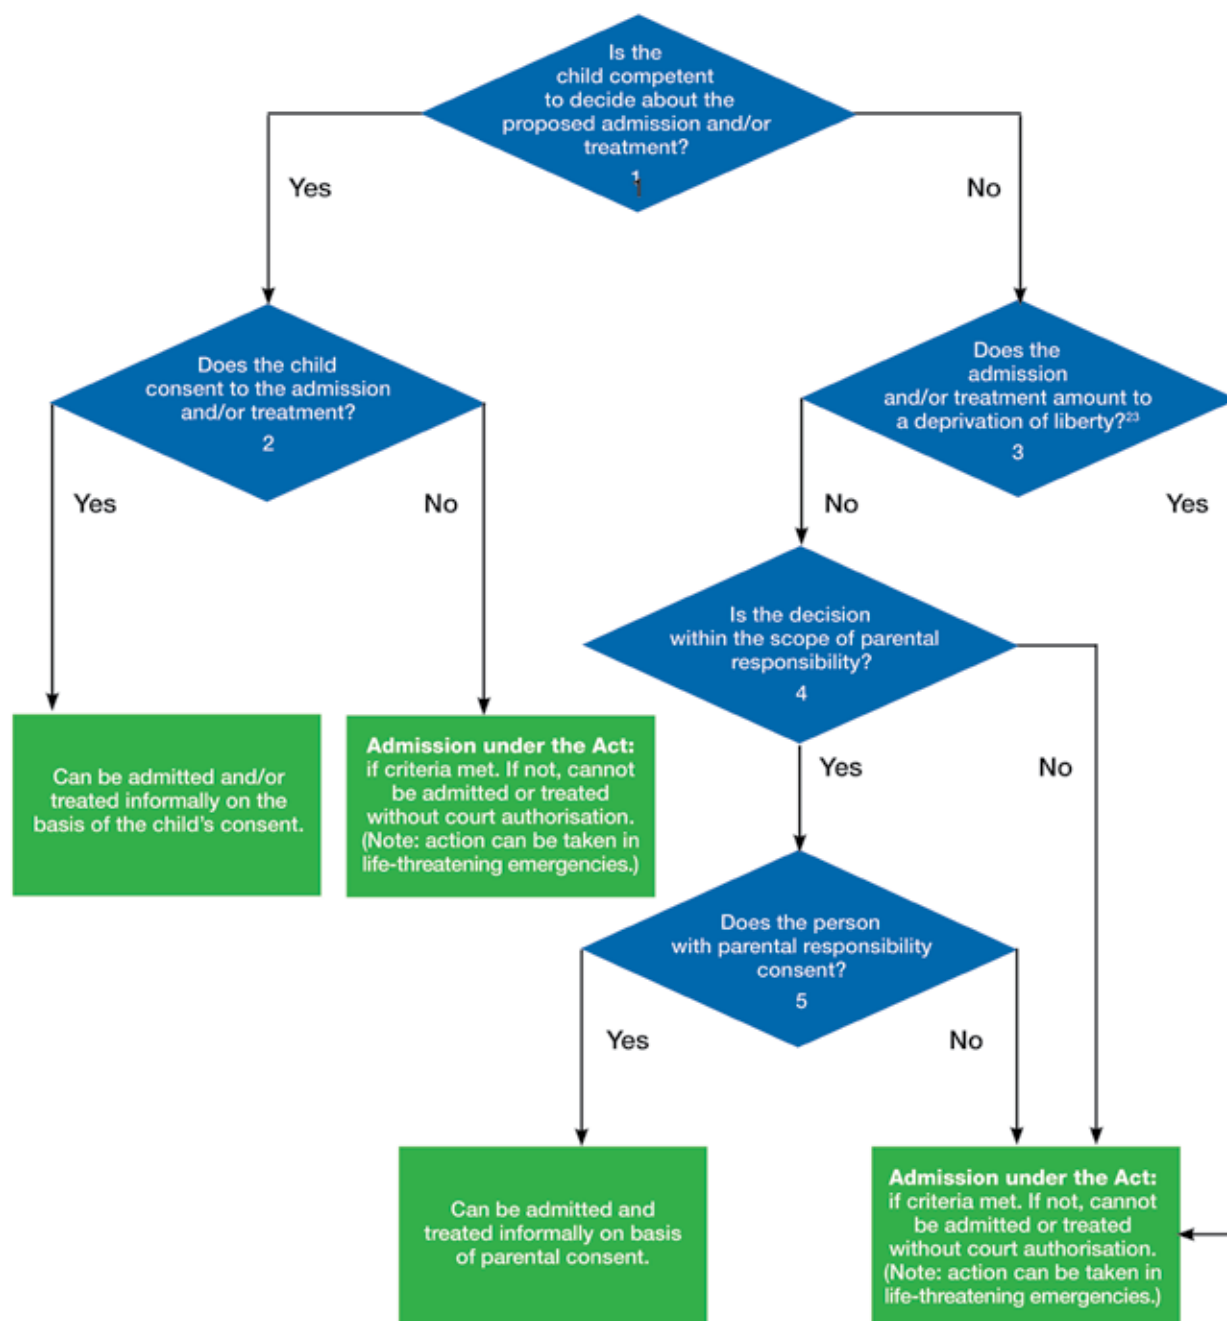 Is the
child competent
to decide about the
proposed admission and/or
treatment?
1
Yes
No
Does the child
consent to the admission
and/or treatment?
2
Does the
admission
and/or treatment amount to
a deprivation of liberty?²³
3
Yes
No
No
Yes
Is the decision
within the scope of parental
responsibility?
4
Can be admitted and/or
treated informally on the
basis of the child's consent.
Admission under the Act:
if criteria met. If not, cannot
be admitted or treated
without court authorisation.
(Note: action can be taken in
life-threatening emergencies.)
Yes
No
Does the person
with parental responsibility
consent?
5
Yes
No
Can be admitted and
treated informally on basis
of parental consent.
Admission under the Act:
if criteria met. If not, cannot
be admitted or treated
without court authorisation.
(Note: action can be taken in
life-threatening emergencies.)